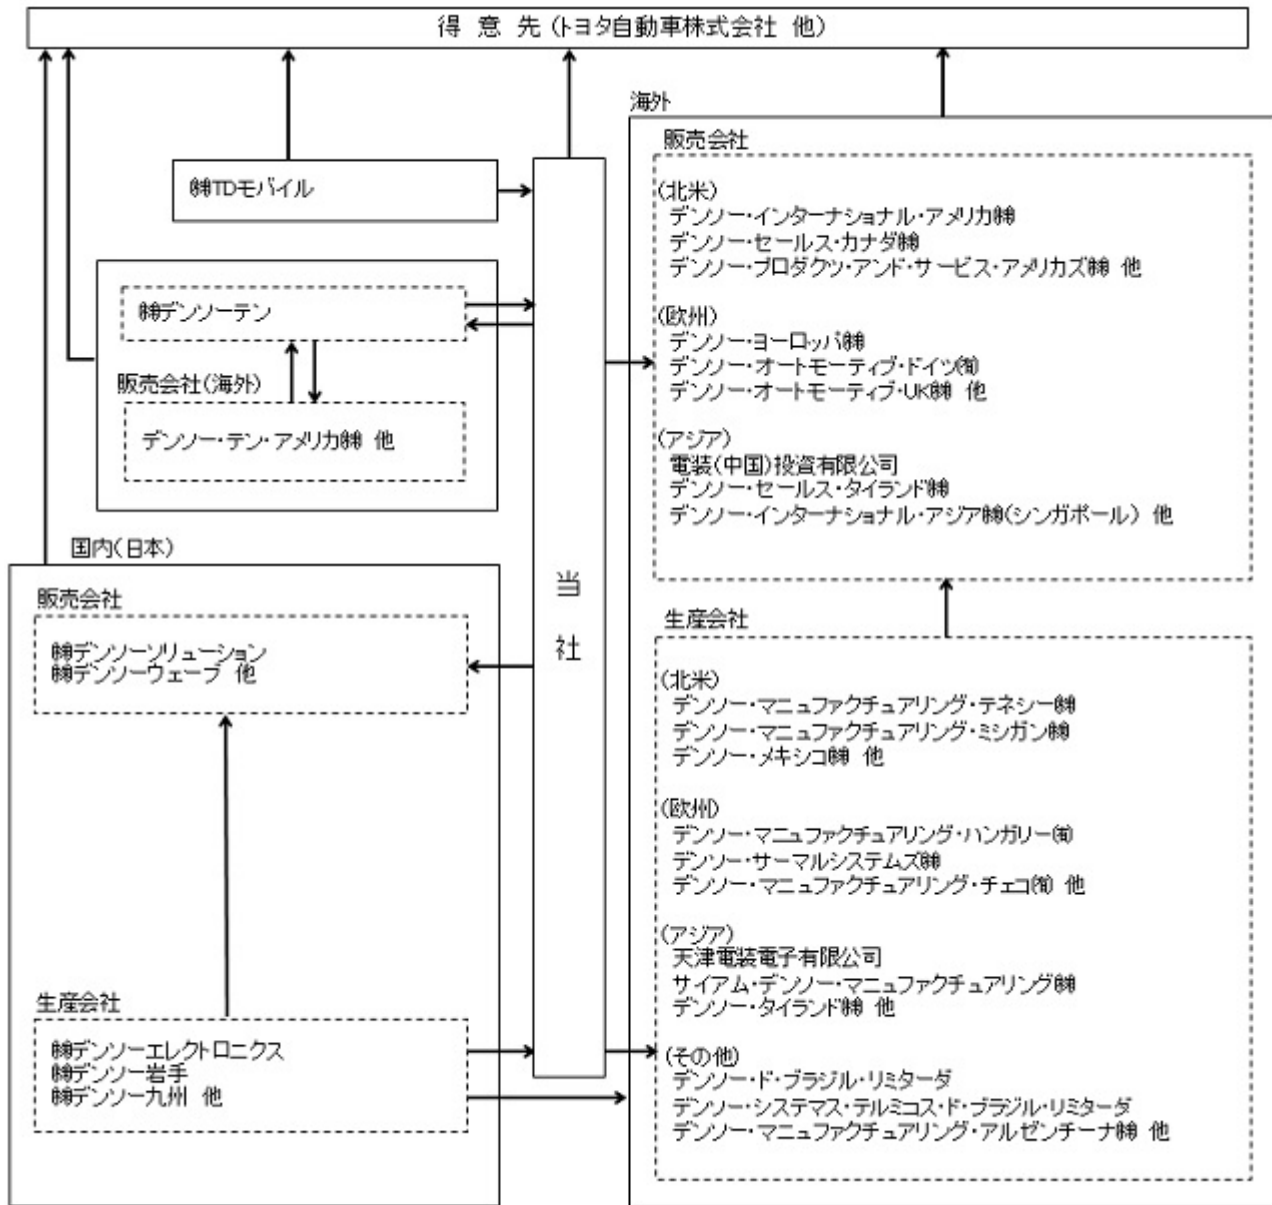 得 意 先 (トヨタ自動車株式会社 他)
㈱TDモバイル
㈱デンソーテン
販売会社(海外)
デンソー・テン・アメリカ㈱ 他
国内(日本)
販売会社
㈱デンソーソリューション
㈱デンソーウェーブ 他
生産会社
㈱デンソーエレクトロニクス
㈱デンソー岩手
㈱デンソー九州 他
当
社
海外
販売会社
(北米)
デンソー・インターナショナル・アメリカ㈱
デンソー・セールス・カナダ㈱
デンソー・プロダクツ・アンド・サービス・アメリカズ㈱ 他
(欧州)
デンソー・ヨーロッパ㈱
デンソー・オートモーティブ・ドイツ㈲
デンソー・オートモーティブ・UK㈱ 他
(アジア)
電装(中国)投資有限公司
デンソー・セールス・タイランド㈱
デンソー・インターナショナル・アジア㈱(シンガポール) 他
生産会社
(北米)
デンソー・マニュファクチュアリング・テネシー㈱
デンソー・マニュファクチュアリング・ミシガン㈱
デンソー・メキシコ㈱ 他
(欧州)
デンソー・マニュファクチュアリング・ハンガリー㈲
デンソー・サーマルシステムズ㈱
デンソー・マニュファクチュアリング・チェコ㈲ 他
(アジア)
天津電装電子有限公司
サイアム・デンソー・マニュファクチュアリング㈱
デンソー・タイランド㈱ 他
(その他)
デンソー・ド・ブラジル・リミターダ
デンソー・システマス・テルミコス・ド・ブラジル・リミターダ
デンソー・マニュファクチュアリング・アルゼンチーナ㈱ 他